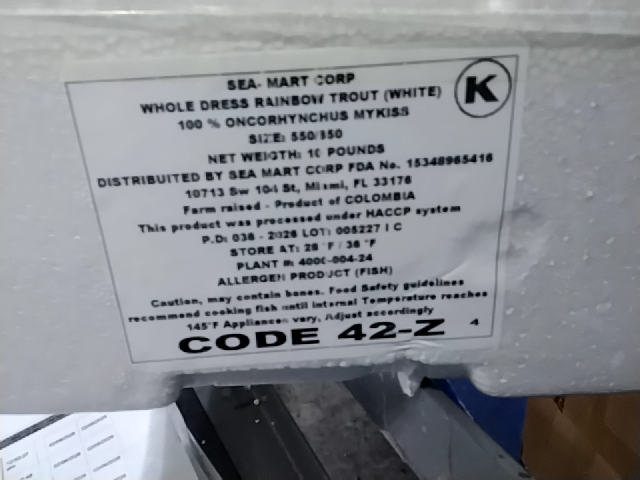 SEA- MART CORP
WHOLE DRESS RAINBOW TROUT (WHITE)
K
100 % ONCORHYNCHUS MYKISS
SIZE: 550/850
NET WEIGTH: 10 POUNDS
DISTRIBUITED BY SEA MART CORP FDA No. 15348965416
10713 Sw 104 St, Miami, FL 33176
Farm raised - Product of COLOMBIA
This product was processed under HACCP system
P.D: 036 - 2026 LOT: 005227 I C
STORE AT: 28 °F / 36 °F
PLANT #: 4000-004-24
ALLERGEN PRODUCT (FISH)
Caution, may contain bones. Food Safety guidelines
recommend cooking fish until internal Temperature reaches
145°F Appliances vary, Adjust accordingly
CODE 42-Z 4